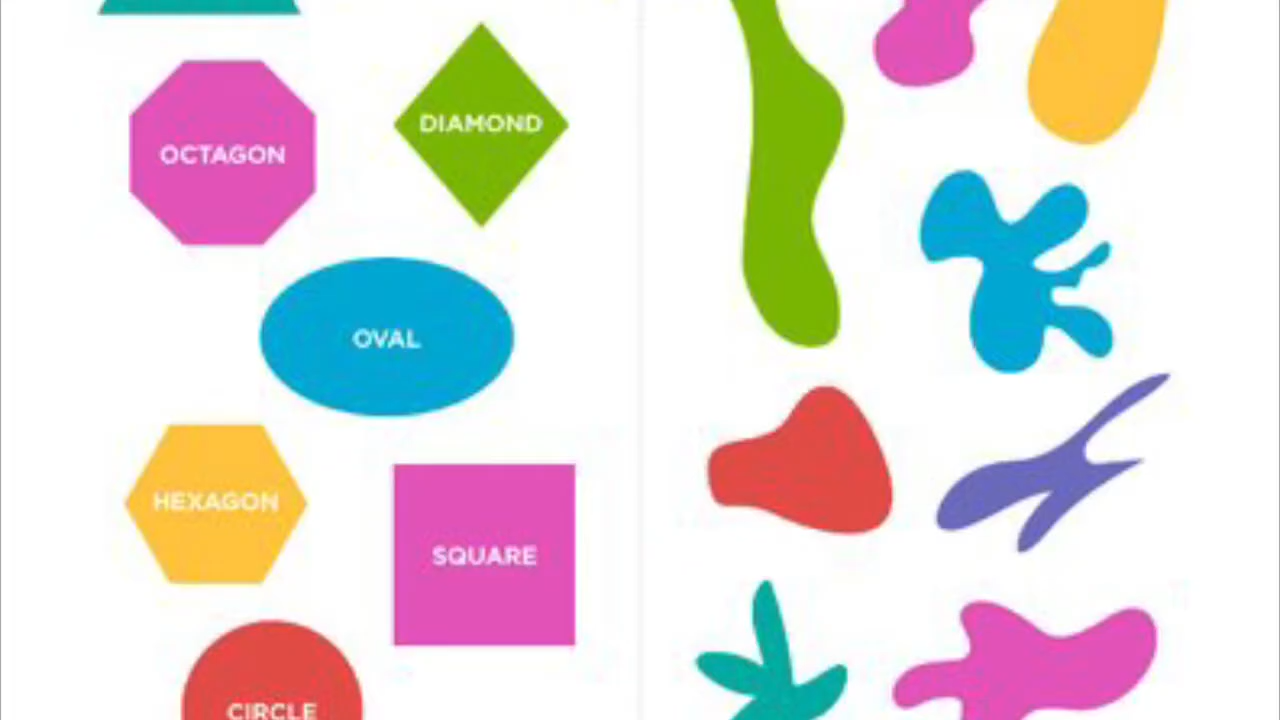 DIAMOND
OCTAGON
OVAL
HEXAGON
SQUARE
CIRCLE